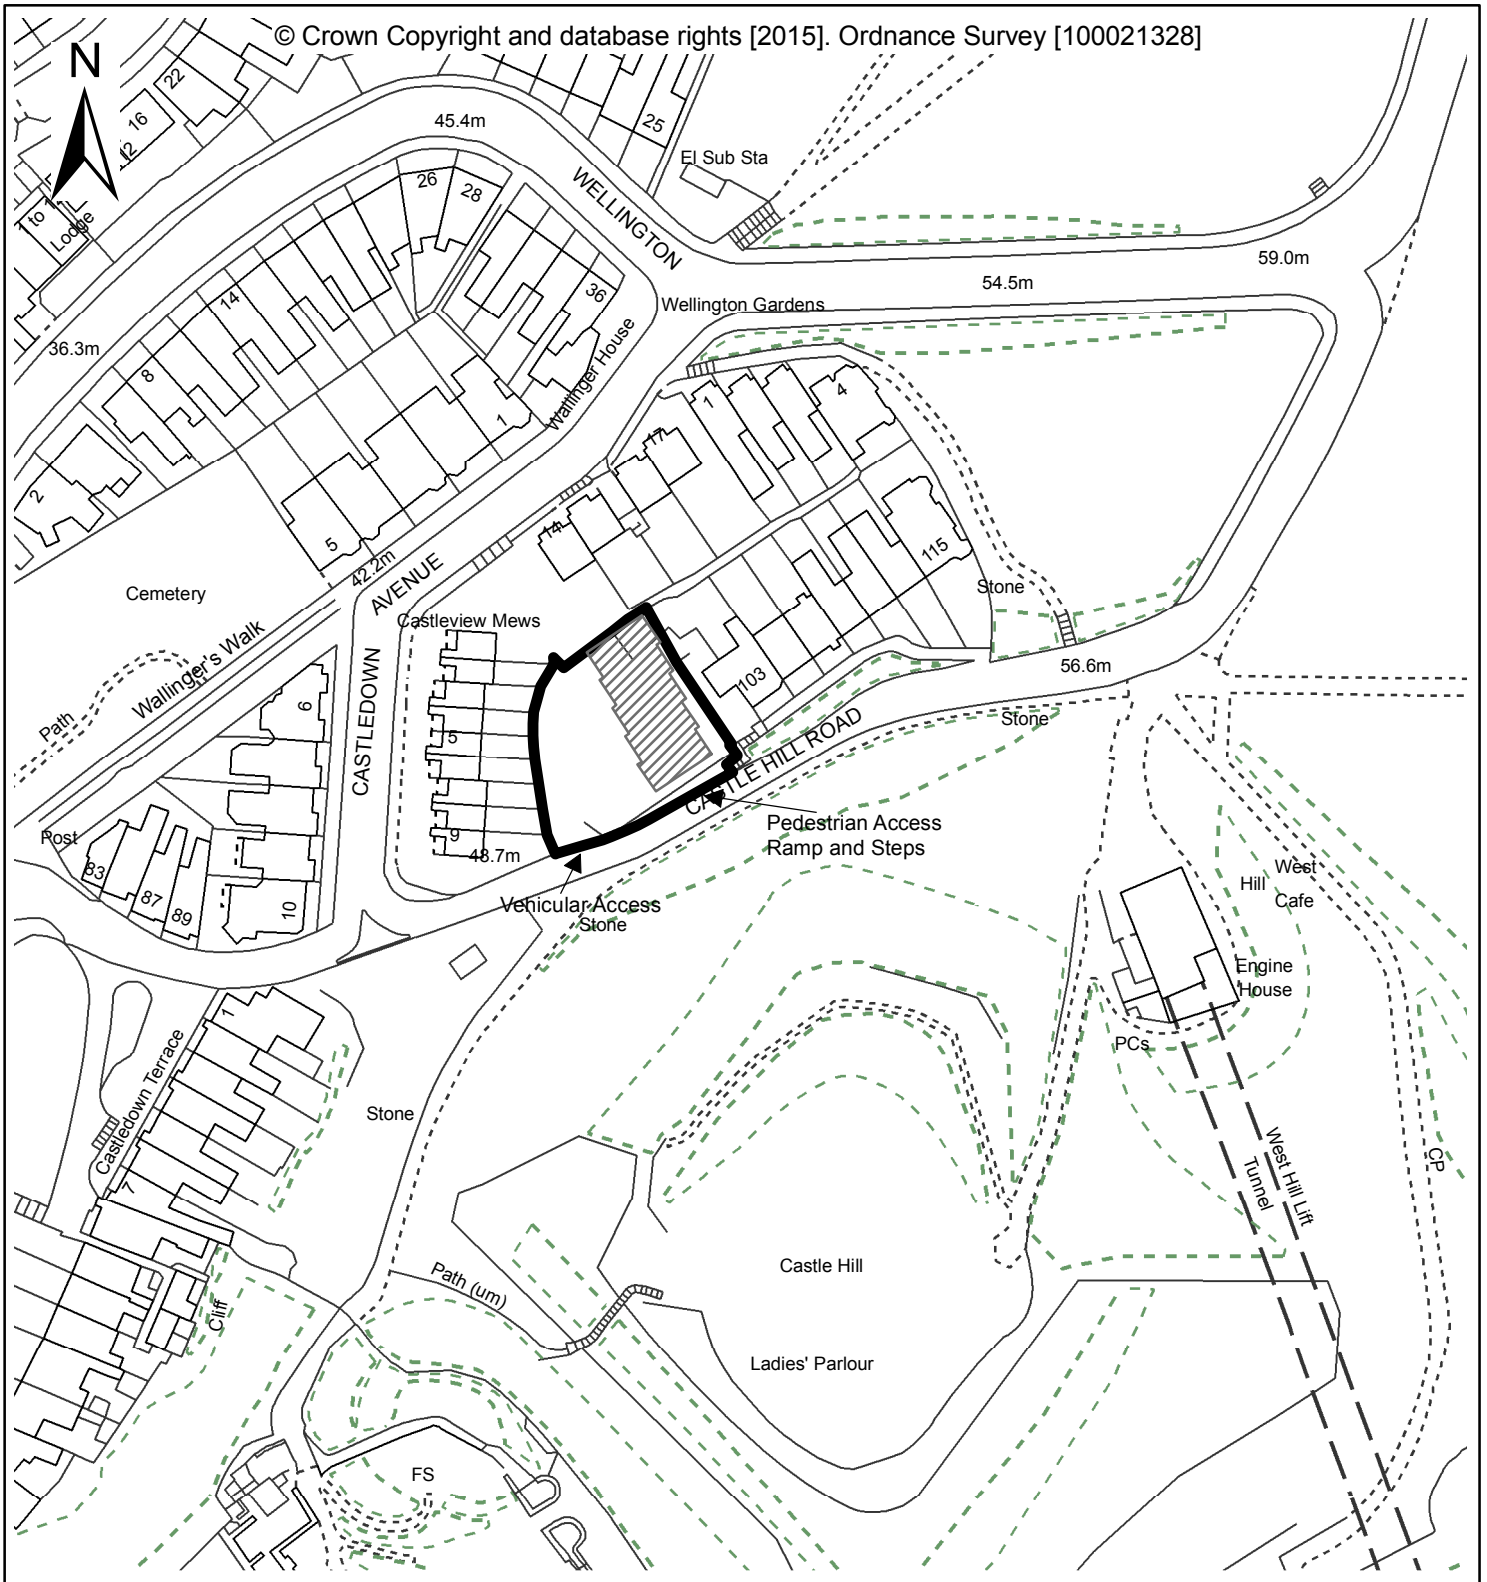 © Crown Copyright and database rights [2015]. Ordnance Survey [100021328]
N
22
16
12
1 to
Lodge
45.4m
25
El Sub Sta
WELLINGTON
26
28
14
36
8
36.3m
59.0m
54.5m
Wellington Gardens
Wallinger House
1
2
5
1
4
17
14
115
42.2m
AVENUE
Cemetery
Castleview Mews
Wallinger's Walk
Path
CASTLEDOWN
6
5
9
48.7m
103
Stone
56.6m
Stone
CASTLE HILL ROAD
Pedestrian Access
Ramp and Steps
Vehicular Access
Stone
Post
83
87
89
10
West
Hill
Cafe
Engine
House
PCs
1
Castledown Terrace
7
Stone
Cliff
Path (um)
Castle Hill
Ladies' Parlour
West Hill Lift
Tunnel
CP
FS